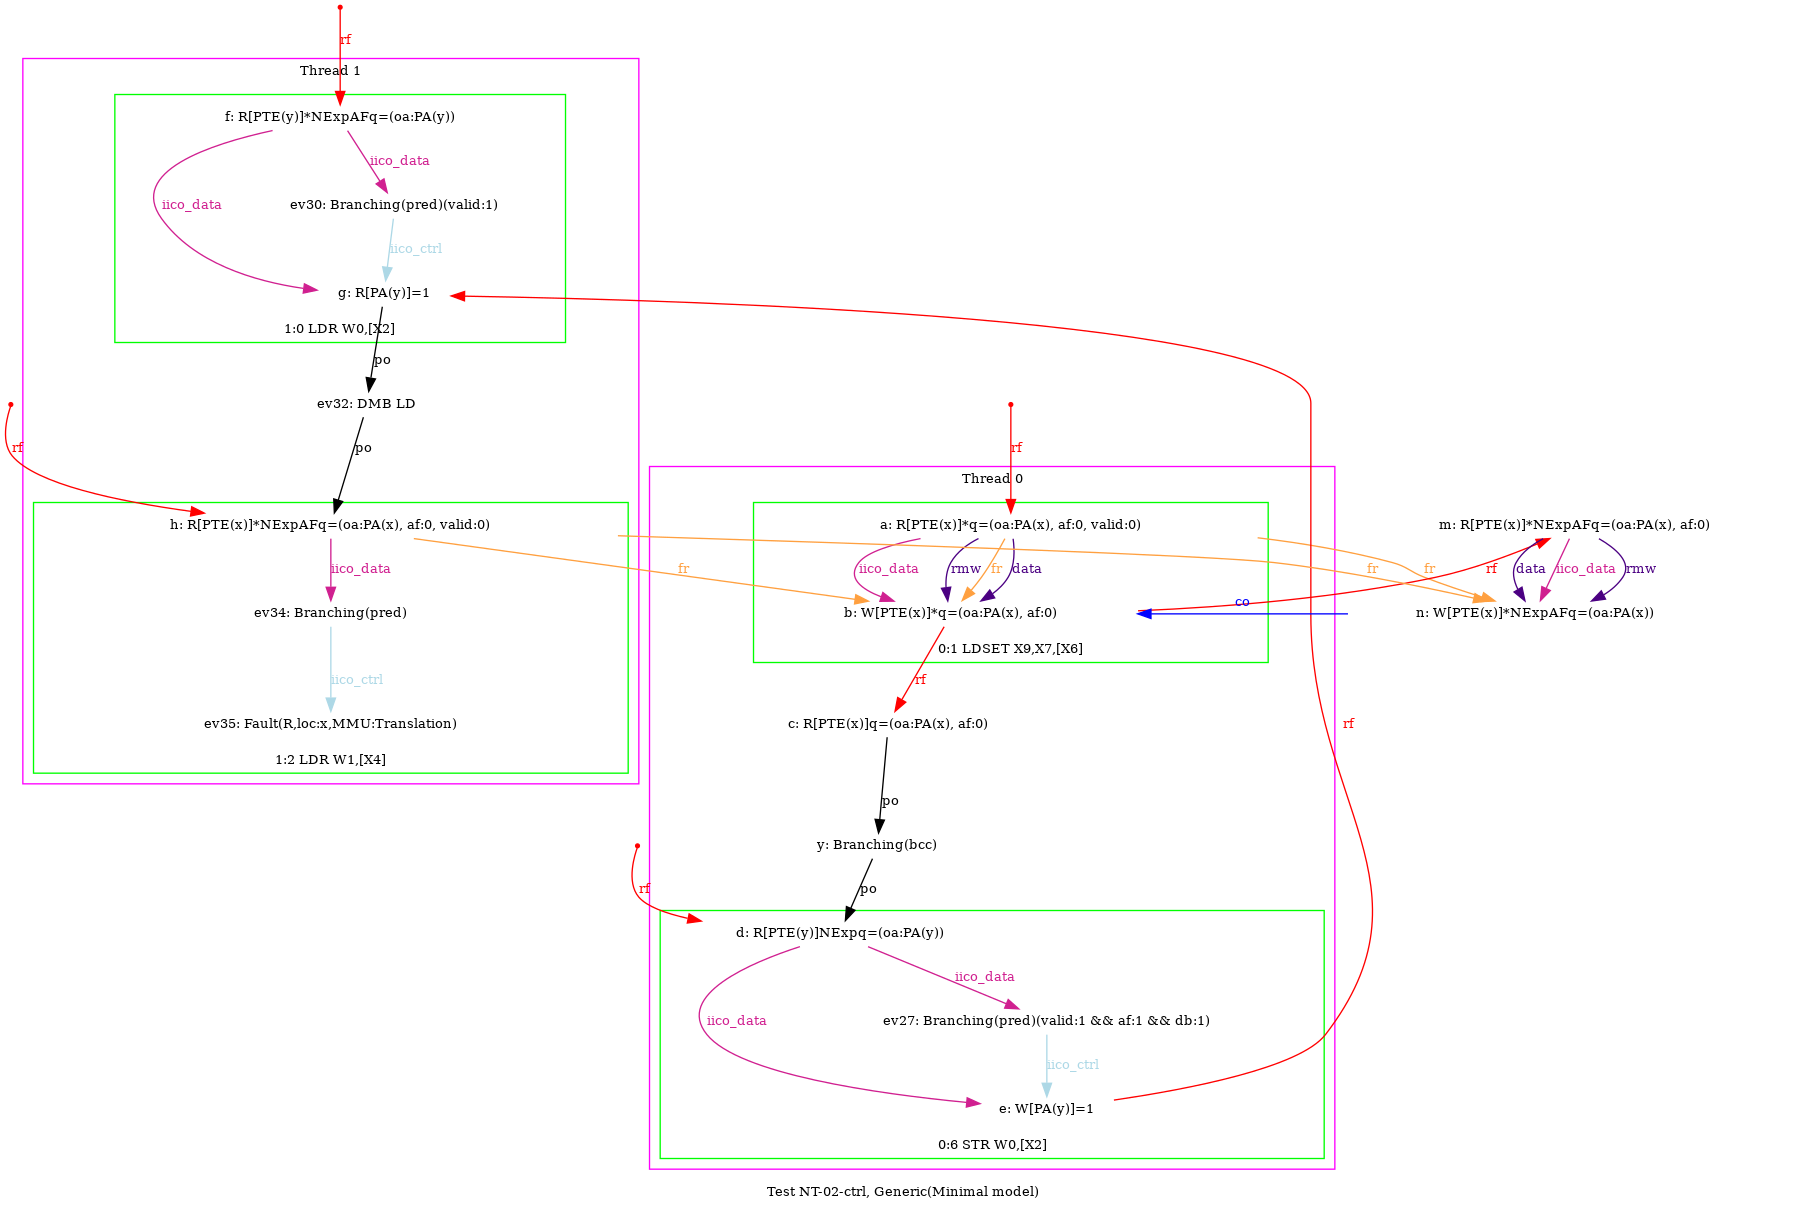 rf
Thread 1
f: R[PTE(y)]*NExpAFq=(oa:PA(y))
iico_data
iico_data
ev30: Branching(pred)(valid:1)
iico_ctrl
g: R[PA(y)]=1
1:0 LDR W0,[X2]
po
ev32: DMB LD
rf
po
h: R[PTE(x)]*NExpAFq=(oa:PA(x), af:0, valid:0)
iico_data
ev34: Branching(pred)
iico_ctrl
ev35: Fault(R,loc:x,MMU:Translation)
1:2 LDR W1,[X4]
fr
rf
Thread 0
a: R[PTE(x)]*q=(oa:PA(x), af:0, valid:0)
iico_data
rmw
fr
data
b: W[PTE(x)]*q=(oa:PA(x), af:0)
0:1 LDSET X9,X7,[X6]
rf
c: R[PTE(x)]q=(oa:PA(x), af:0)
po
y: Branching(bcc)
rf
po
d: R[PTE(y)]NExpq=(oa:PA(y))
iico_data
iico_data
ev27: Branching(pred)(valid:1 && af:1 && db:1)
iico_ctrl
e: W[PA(y)]=1
0:6 STR W0,[X2]
m: R[PTE(x)]*NExpAFq=(oa:PA(x), af:0)
fr
fr
rf
data
iico_data
rmw
co
n: W[PTE(x)]*NExpAFq=(oa:PA(x))
rf
Test NT-02-ctrl, Generic(Minimal model)